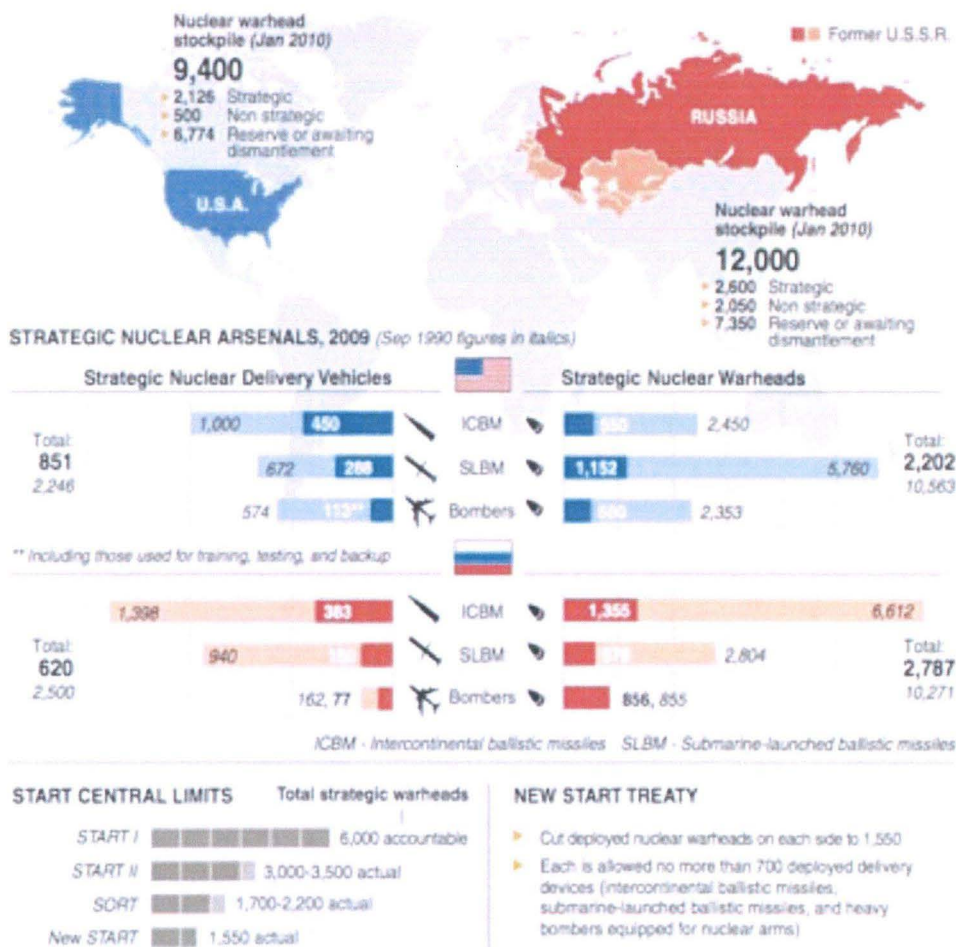 Nuclear warhead
stockpile (Jan 2010)
9,400
2,126 Strategic
500 Non strategic
6,774 Reserve or awaiting
dismantlement
U.S.A.
Former U.S.S.R.
RUSSIA
Nuclear warhead
stockpile (Jan 2010)
12,000
2,600 Strategic
2,050 Non strategic
7,350 Reserve or awaiting
dismantlement
STRATEGIC NUCLEAR ARSENALS, 2009 (Sep 1990 figures in italics)
Strategic Nuclear Delivery Vehicles Strategic Nuclear Warheads
1,000 450 ICBM 2,450
Total:
851
2,246
672 288 SLBM 1,152 5,760
Total:
2,202
10,563
574 113** Bombers 2,353
** Including those used for training, testing, and backup
1,398 383 ICBM 1,355 6,612
Total:
620
2,500
940 SLBM 2,804
Total:
2,787
10,271
162, 77 Bombers 856, 855
ICBM - Intercontinental ballistic missiles SLBM - Submarine-launched ballistic missiles
START CENTRAL LIMITS Total strategic warheads
START I 6,000 accountable
START II 3,000-3,500 actual
SORT 1,700-2,200 actual
New START 1,550 actual
NEW START TREATY
Cut deployed nuclear warheads on each side to 1,550
Each is allowed no more than 700 deployed delivery
devices (intercontinental ballistic missiles,
submarine-launched ballistic missiles, and heavy
bombers equipped for nuclear arms)